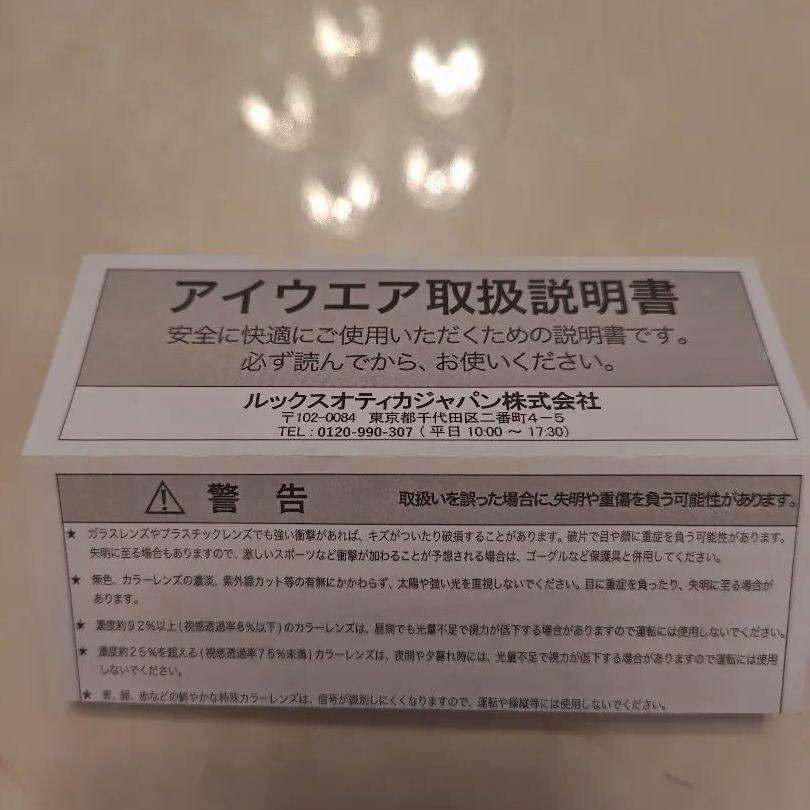 アイウエア取扱説明書
安全に快適にご使用いただくための説明書です。
必ず読んでから、お使いください。
ルックスオティカジャパン株式会社
〒102-0084 東京都千代田区二番町4-5
TEL : 0120-990-307 ( 平日 10:00 ～ 17:30)
警告 取扱いを誤った場合に、失明や重傷を負う可能性があります。
★ ガラスレンズやプラスチックレンズでも強い衝撃があれば、キズがついたり破損することがあります。破片で目や顔に重症を負う可能性があります。
失明に至る場合もありますので、激しいスポーツなど衝撃が加わることが予想される場合は、ゴーグルなど保護具と併用してください。
★ 無色、カラーレンズの濃淡、紫外線カット等の有無にかかわらず、太陽や強い光を直視しないでください。目に重症を負ったり、失明に至る場合が
あります。
★ 濃度約92%以上(視感透過率8%以下)のカラーレンズは、昼間でも光量不足で視力が低下する場合がありますので運転には使用しないでください。
★ 濃度約25%を超える(視感透過率75%未満)カラーレンズは、夜間や夕暮れ時には、光量不足で視力が低下する場合がありますので運転には使用
しないでください。
★ 青、緑、赤などの鮮やかな特殊カラーレンズは、信号が識別しにくくなりますので、運転や操縦等には使用しないでください。